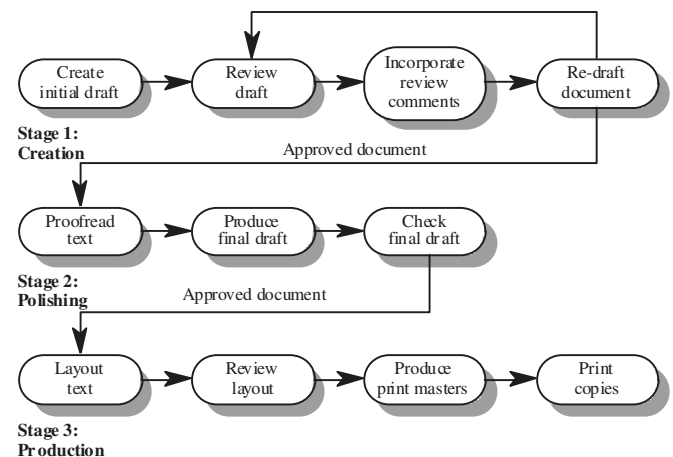 Create
initial draft
Review
draft
Incorporate
review
comments
Re-draft
document
Stage 1:
Creation
Approved document
Proofread
text
Produce
final draft
Check
final draft
Stage 2:
Polishing
Approved document
Layout
text
Review
layout
Produce
print masters
Print
copies
Stage 3:
Production